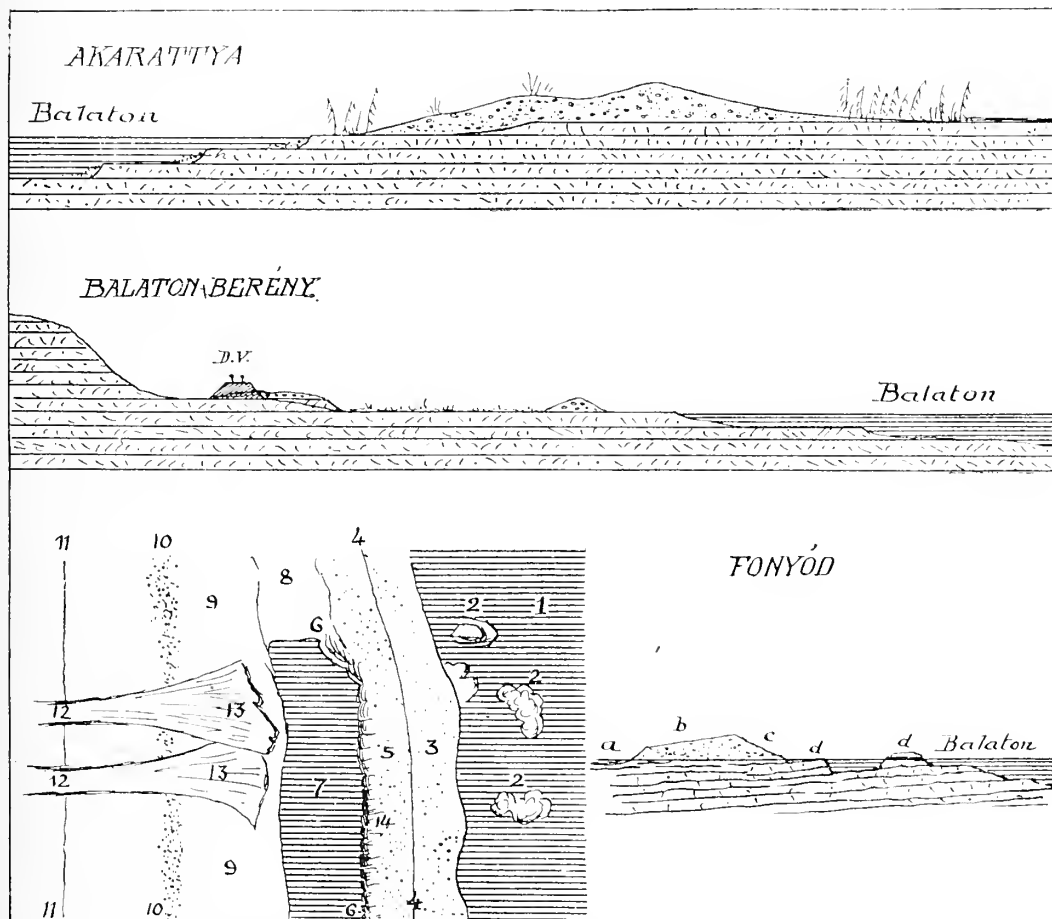 AKARATTYA
Balaton
BALATON BERÉNY.
D.V.
Balaton
11 10 4
8
9 2 1
6
2
12 13 5 3
12 13 7 2
14
9
11 10 6 4
FONYÓD
a b c d d Balaton